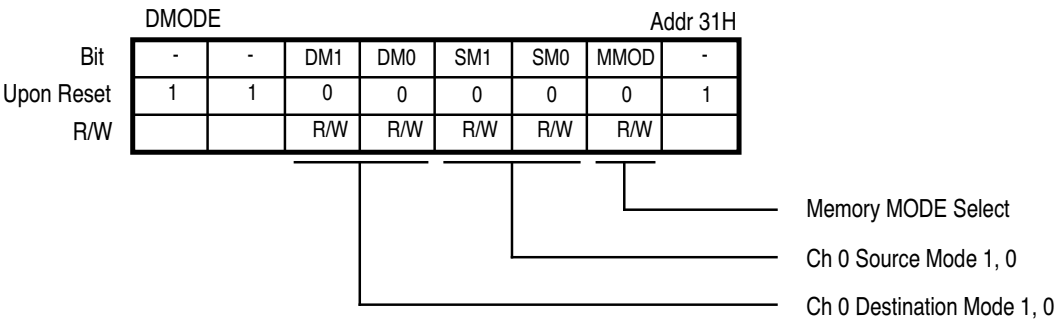 DMODE Addr 31H
Bit - - DM1 DM0 SM1 SM0 MMOD -
Upon Reset 1 1 0 0 0 0 0 1
R/W R/W R/W R/W R/W R/W
Memory MODE Select
Ch 0 Source Mode 1, 0
Ch 0 Destination Mode 1, 0